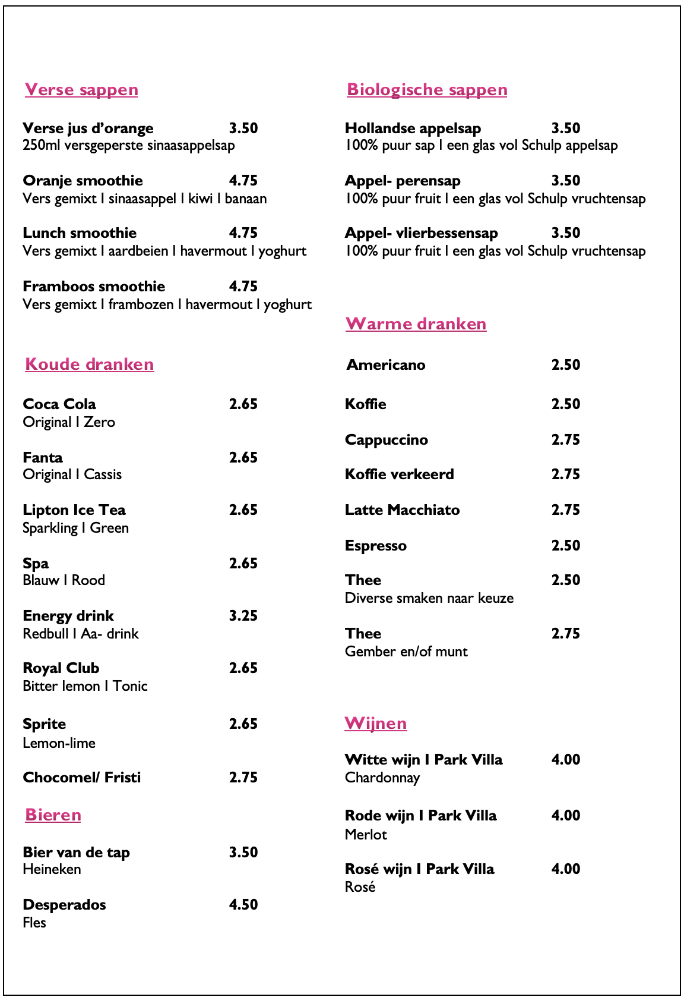 Verse sappen
Verse jus d’orange 3.50
250ml versgeperste sinaasappelsap
Oranje smoothie 4.75
Vers gemixt I sinaasappel I kiwi I banaan
Lunch smoothie 4.75
Vers gemixt I aardbeien I havermout I yoghurt
Framboos smoothie 4.75
Vers gemixt I frambozen I havermout I yoghurt
Koude dranken
Coca Cola 2.65
Original I Zero
Fanta 2.65
Original I Cassis
Lipton Ice Tea 2.65
Sparkling I Green
Spa 2.65
Blauw I Rood
Energy drink 3.25
Redbull I Aa- drink
Royal Club 2.65
Bitter lemon I Tonic
Sprite 2.65
Lemon-lime
Chocomel/ Fristi 2.75
Bieren
Bier van de tap 3.50
Heineken
Desperados 4.50
Fles
Biologische sappen
Hollandse appelsap 3.50
100% puur sap I een glas vol Schulp appelsap
Appel- perensap 3.50
100% puur fruit I een glas vol Schulp vruchtensap
Appel- vlierbessensap 3.50
100% puur fruit I een glas vol Schulp vruchtensap
Warme dranken
Americano 2.50
Koffie 2.50
Cappuccino 2.75
Koffie verkeerd 2.75
Latte Macchiato 2.75
Espresso 2.50
Thee 2.50
Diverse smaken naar keuze
Thee 2.75
Gember en/of munt
Wijnen
Witte wijn I Park Villa 4.00
Chardonnay
Rode wijn I Park Villa 4.00
Merlot
Rosé wijn I Park Villa 4.00
Rosé